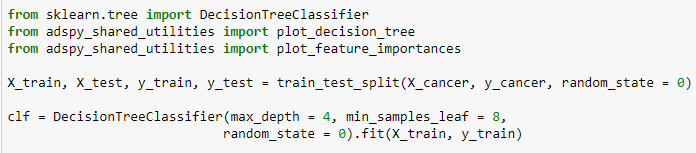 from sklearn.tree import DecisionTreeClassifier
from adspy_shared_utilities import plot_decision_tree
from adspy_shared_utilities import plot_feature_importances

X_train, X_test, y_train, y_test = train_test_split(X_cancer, y_cancer, random_state = 0)

clf = DecisionTreeClassifier(max_depth = 4, min_samples_leaf = 8,
                            random_state = 0).fit(X_train, y_train)